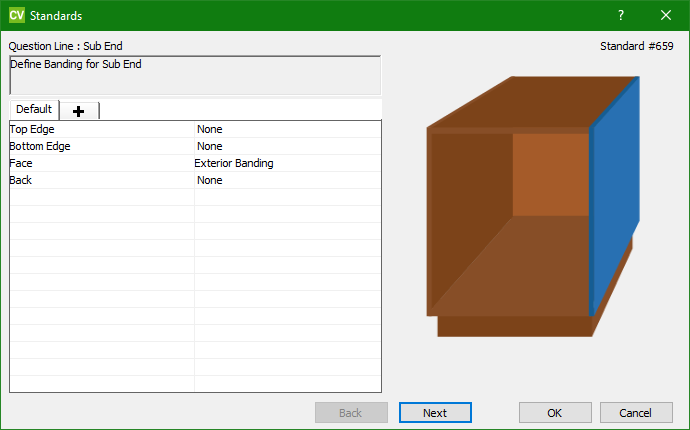 CV Standards ?
Question Line : Sub End Standard #659
Define Banding for Sub End
Default
Top Edge None
Bottom Edge None
Face Exterior Banding
Back None
Back Next OK Cancel